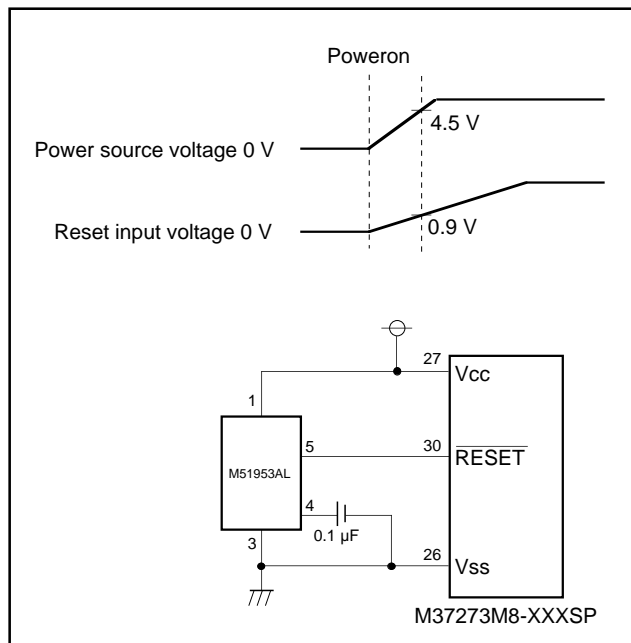 Poweron
4.5 V
Power source voltage 0 V
0.9 V
Reset input voltage 0 V
27
Vcc
1
5
30
RESET
M51953AL
4
0.1 µF
3
26
Vss
M37273M8-XXXSP